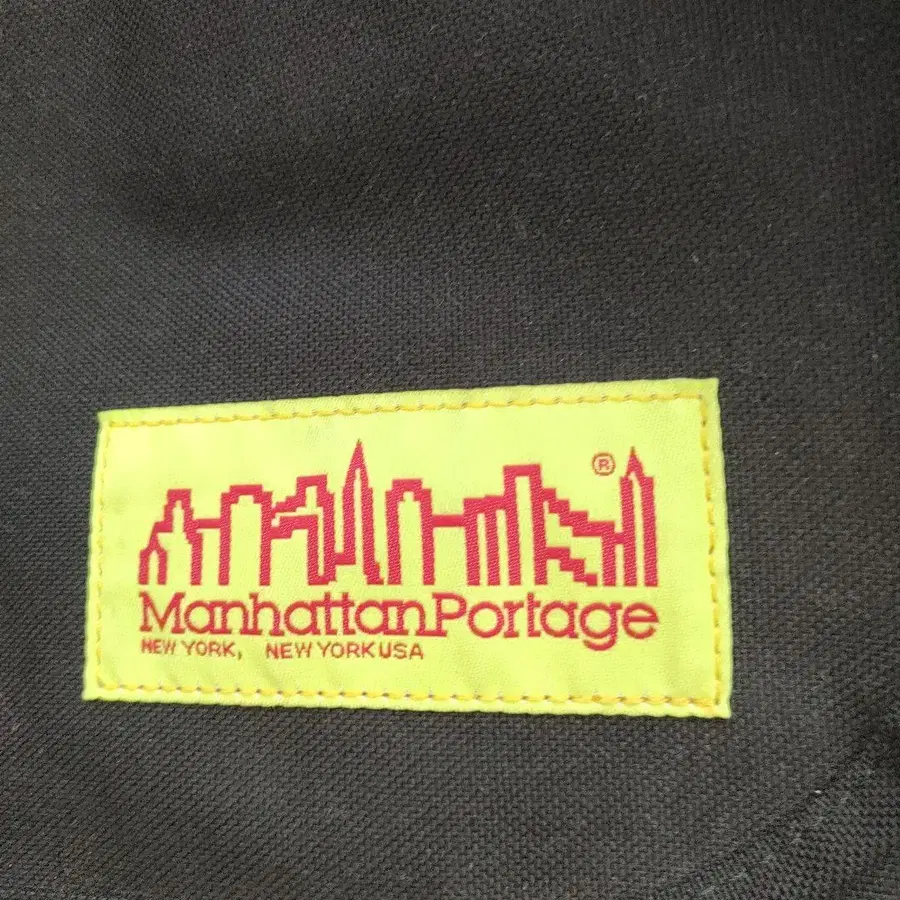 ®
ManhattanPortage
NEW YORK, NEW YORK USA